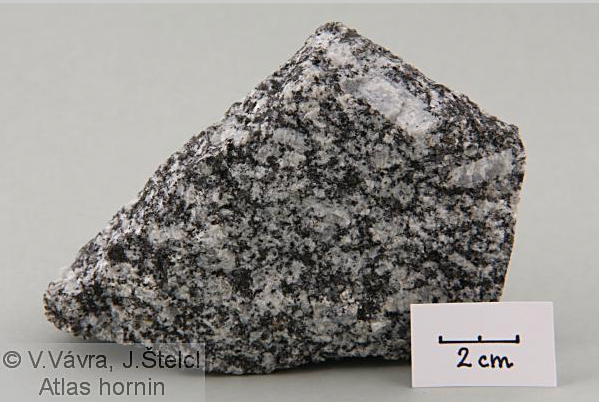 © V.Vávra, J.Štelcl
Atlas hornin
2 cm